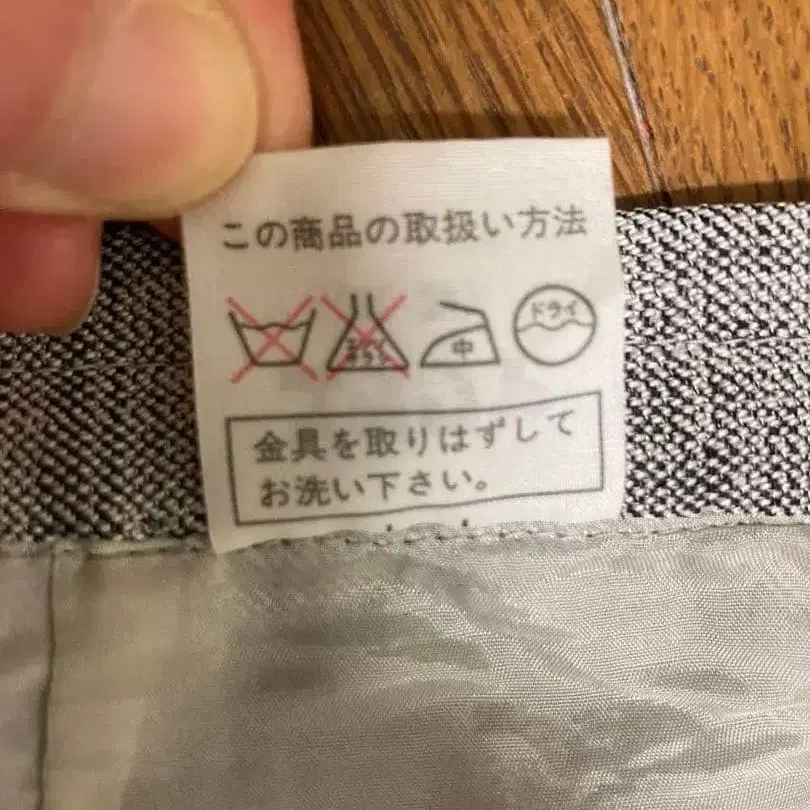 この商品の取扱い方法
中 ドライ
金具を取りはずして
お洗い下さい。